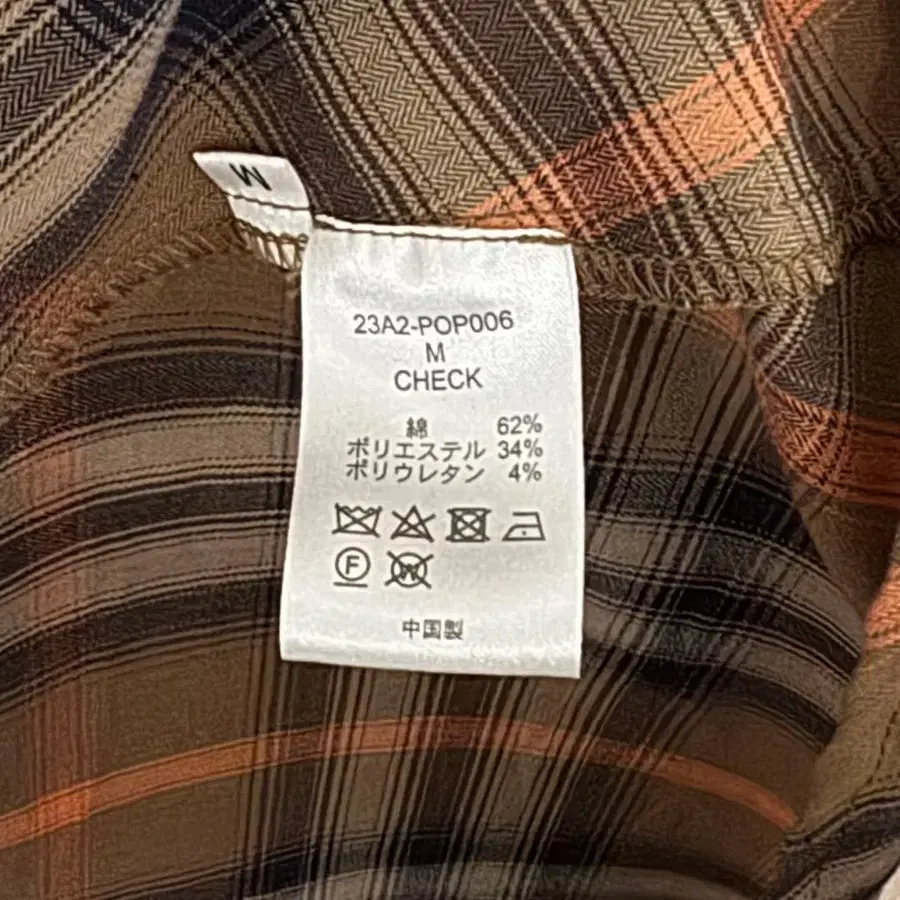 M
23A2-POP006
M
CHECK
綿 62%
ポリエステル 34%
ポリウレタン 4%
F W
中国製